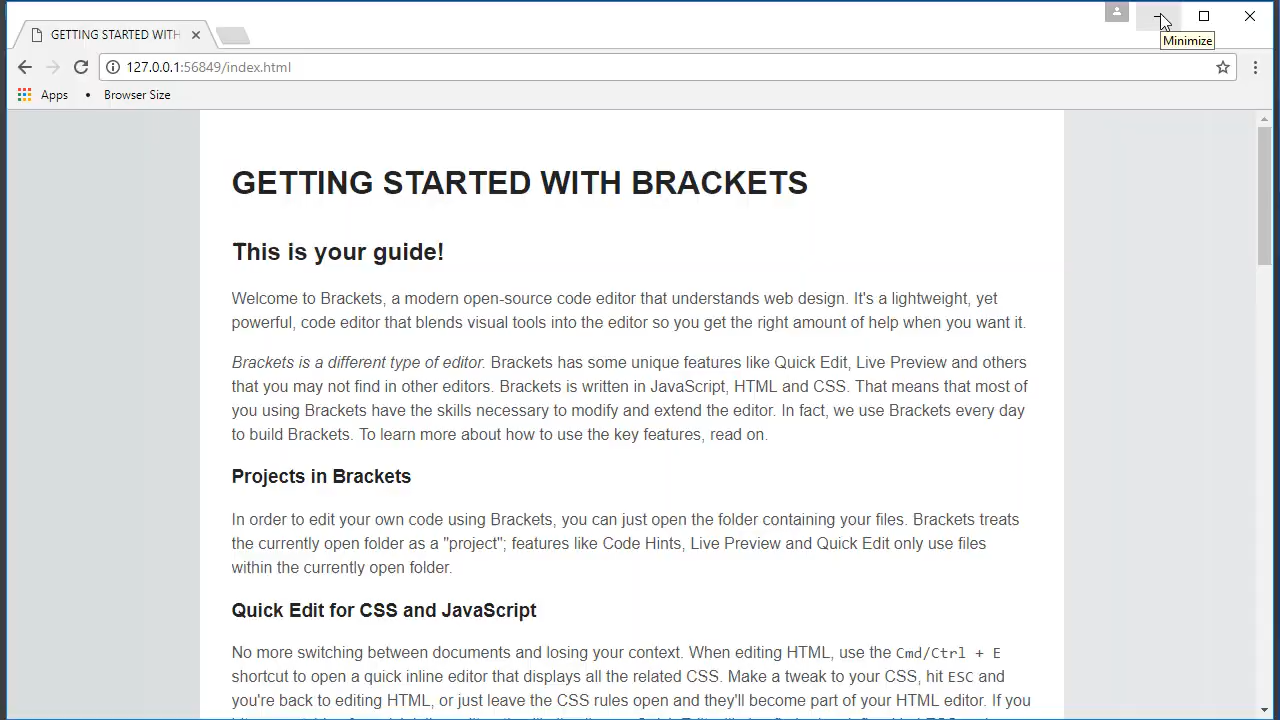 GETTING STARTED WITH
Minimize
127.0.0.1:56849/index.html
Apps
Browser Size
GETTING STARTED WITH BRACKETS
This is your guide!
Welcome to Brackets, a modern open-source code editor that understands web design. It's a lightweight, yet
powerful, code editor that blends visual tools into the editor so you get the right amount of help when you want it.
Brackets is a different type of editor. Brackets has some unique features like Quick Edit, Live Preview and others
that you may not find in other editors. Brackets is written in JavaScript, HTML and CSS. That means that most of
you using Brackets have the skills necessary to modify and extend the editor. In fact, we use Brackets every day
to build Brackets. To learn more about how to use the key features, read on.
Projects in Brackets
In order to edit your own code using Brackets, you can just open the folder containing your files. Brackets treats
the currently open folder as a "project"; features like Code Hints, Live Preview and Quick Edit only use files
within the currently open folder.
Quick Edit for CSS and JavaScript
No more switching between documents and losing your context. When editing HTML, use the Cmd/Ctrl + E
shortcut to open a quick inline editor that displays all the related CSS. Make a tweak to your CSS, hit ESC and
you're back to editing HTML, or just leave the CSS rules open and they'll become part of your HTML editor. If you